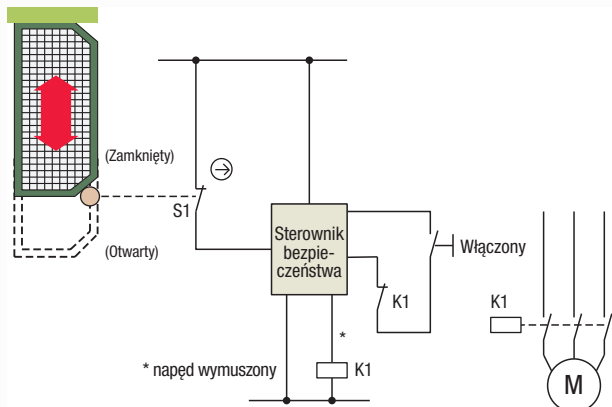 (Zamknięty)
S1
(Otwarty)
Sterownik
bezpie-
czeństwa
Włączony
K1
K1
*
* napęd wymuszony
K1
M